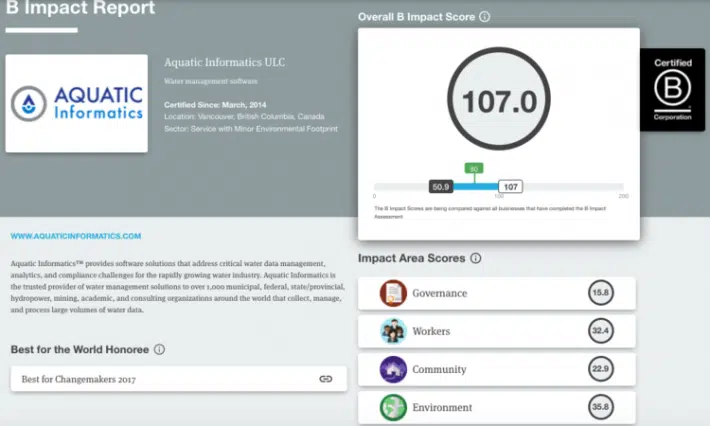 B Impact Report
AQUATIC
Informatics
Aquatic Informatics ULC
Water management software
Certified Since: March, 2014
Location: Vancouver, British Columbia, Canada
Sector: Service with Minor Environmental Footprint
Overall B Impact Score
107.0
80
50.9
107
0
100
200
The B Impact Scores are being compared against all businesses that have completed the B Impact
Assessment
Certified
B
Corporation
WWW.AQUATICINFORMATICS.COM
Aquatic Informatics™ provides software solutions that address critical water data management,
analytics, and compliance challenges for the rapidly growing water industry. Aquatic Informatics is
the trusted provider of water management solutions to over 1,000 municipal, federal, state/provincial,
hydropower, mining, academic, and consulting organizations around the world that collect, manage,
and process large volumes of water data.
Best for the World Honoree
Best for Changemakers 2017
Impact Area Scores
Governance
15.8
Workers
32.4
Community
22.9
Environment
35.8